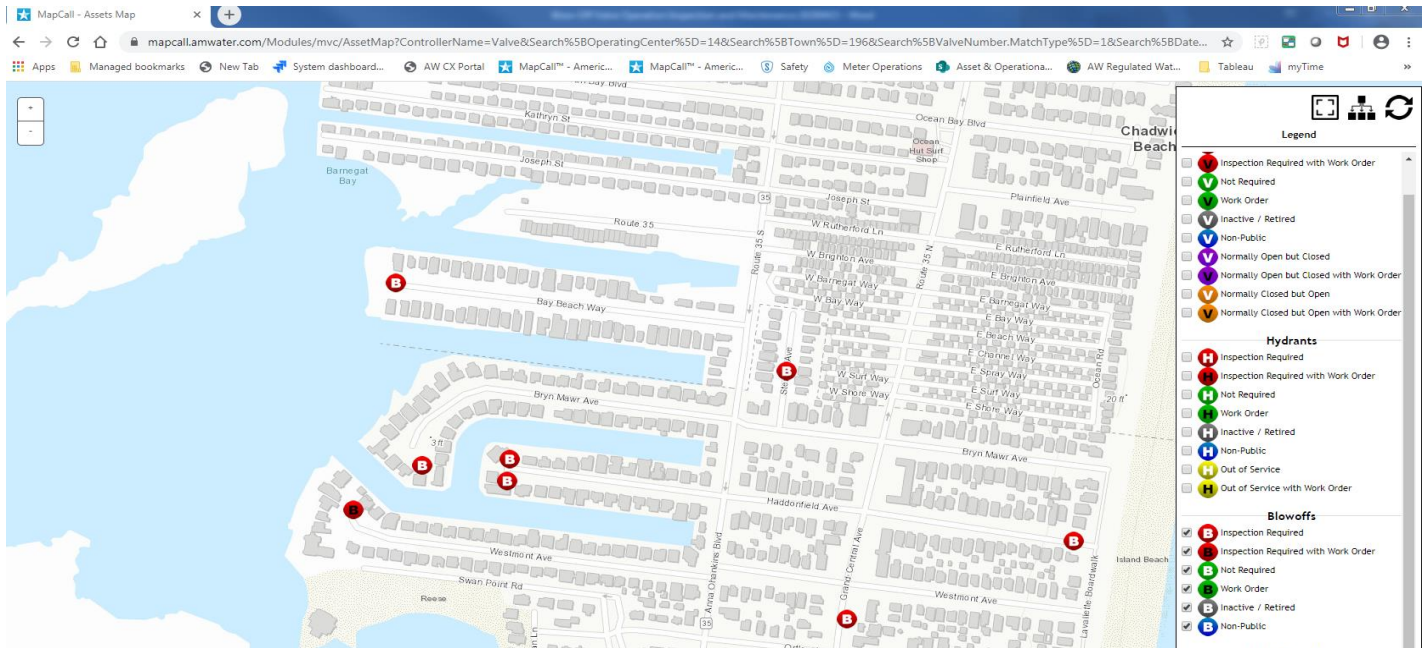 MapCall - Assets Map
mapcall.amwater.com/Modules/mvc/AssetMap?ControllerName=Valve&Search%5BOperatingCenter%5D=14&Search%5BTown%5D=196&Search%5BValveNumber.MatchType%5D=1&Search%5BDate...
Apps Managed bookmarks New Tab System dashboard... AW CX Portal MapCall™ - Americ... MapCall™ - Americ... Safety Meter Operations Asset & Operationa... AW Regulated Wat... Tableau myTime »
+
-
Kathryn St
Ocean Bay Blvd
Chadwi
Beach
Ocean
Hut Surf
Shop
Joseph St
Barnegat
Bay
35
Joseph St
Plainfield Ave
Route 35
W Rutherford Ln
E Rutherford Ln
Route 35 S
Route 35 N
W Brighton Ave
E Brighton Ave
W Barnegat Way
E Barnegat Way
W Bay Way
E Bay Way
Bay Beach Way
E Beach Way
E Channel Way
Ocean Rd
W Surf Way
E Spray Way
W Shore Way
E Surf Way
20 ft
E Shore Way
Bryn Mawr Ave
3 ft
Bryn Mawr Ave
Haddonfield Ave
Westmont Ave
Anna Ohankins Blvd
Grand Central Ave
Island Beach
Swan Point Rd
Reese
Westmont Ave
Lavallette Boardwalk
35
B
B
B
B
B
B
B
B
Legend
V Inspection Required with Work Order
V Not Required
V Work Order
V Inactive / Retired
V Non-Public
V Normally Open but Closed
V Normally Open but Closed with Work Order
V Normally Closed but Open
V Normally Closed but Open with Work Order
Hydrants
H Inspection Required
H Inspection Required with Work Order
H Not Required
H Work Order
H Inactive / Retired
H Non-Public
H Out of Service
H Out of Service with Work Order
Blowoffs
B Inspection Required
B Inspection Required with Work Order
B Not Required
B Work Order
B Inactive / Retired
B Non-Public